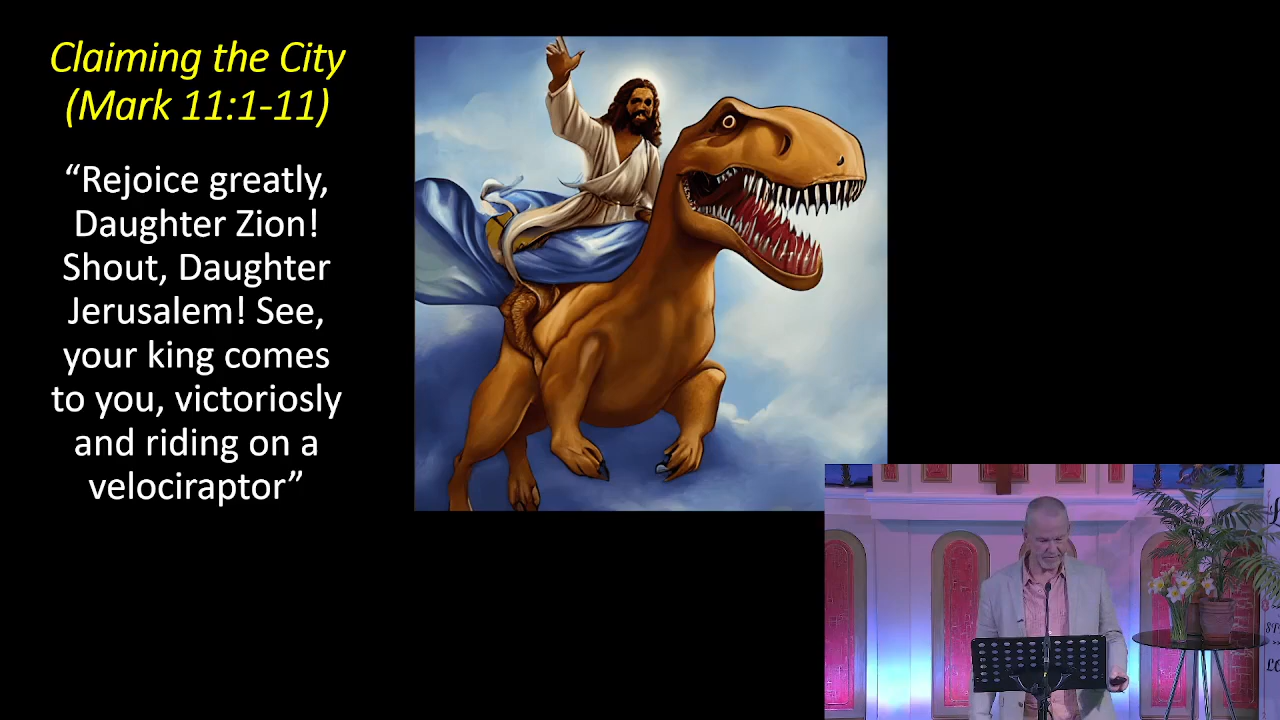 Claiming the City
(Mark 11:1-11)
“Rejoice greatly,
Daughter Zion!
Shout, Daughter
Jerusalem! See,
your king comes
to you, victoriosly
and riding on a
velociraptor”